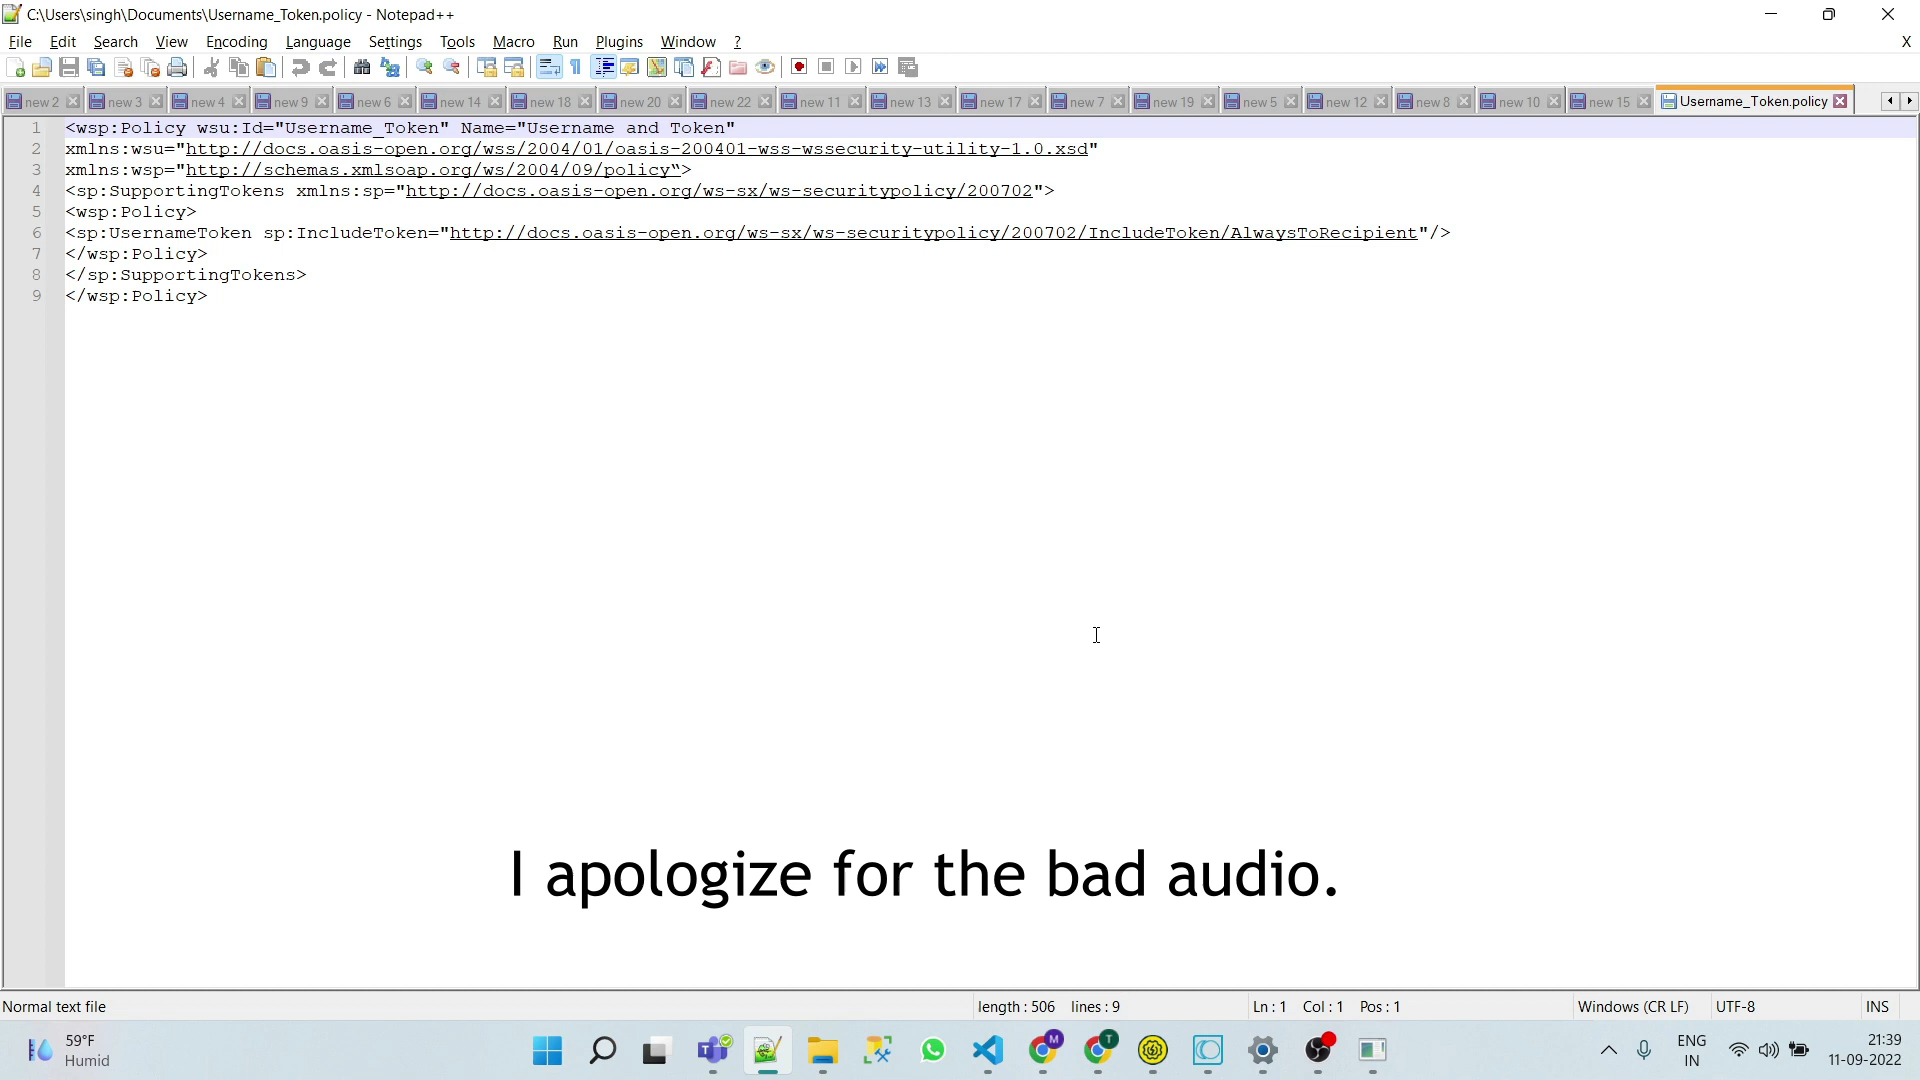 C:\Users\singh\Documents\Username_Token.policy - Notepad++
File Edit Search View Encoding Language Settings Tools Macro Run Plugins Window ? X
new 2 new 3 new 4 new 9 new 6 new 14 new 18 new 20 new 22 new 11 new 13 new 17 new 7 new 19 new 5 new 12 new 8 new 10 new 15 Username_Token.policy
1 <wsp:Policy wsu:Id="Username_Token" Name="Username and Token"
2 xmlns:wsu="http://docs.oasis-open.org/wss/2004/01/oasis-200401-wss-wssecurity-utility-1.0.xsd"
3 xmlns:wsp="http://schemas.xmlsoap.org/ws/2004/09/policy“>
4 <sp:SupportingTokens xmlns:sp="http://docs.oasis-open.org/ws-sx/ws-securitypolicy/200702">
5 <wsp:Policy>
6 <sp:UsernameToken sp:IncludeToken="http://docs.oasis-open.org/ws-sx/ws-securitypolicy/200702/IncludeToken/AlwaysToRecipient"/>
7 </wsp:Policy>
8 </sp:SupportingTokens>
9 </wsp:Policy>
I apologize for the bad audio.
Normal text file length : 506 lines : 9 Ln : 1 Col : 1 Pos : 1 Windows (CR LF) UTF-8 INS
59°F ENG 21:39
Humid IN 11-09-2022